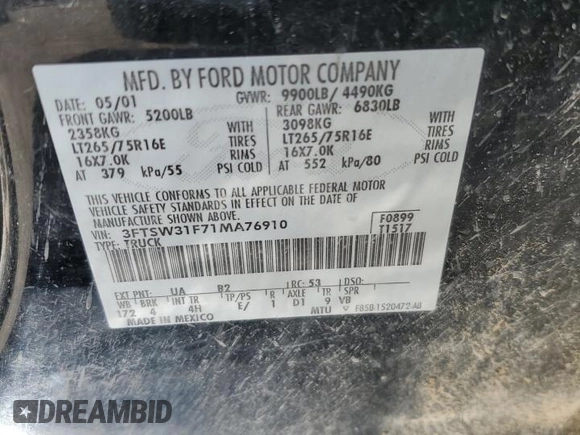 MFD. BY FORD MOTOR COMPANY
DATE: 05/01 GVWR: 9900LB/ 4490KG
FRONT GAWR: 5200LB REAR GAWR: 6830LB
2358KG WITH 3098KG WITH
LT265/75R16E TIRES LT265/75R16E TIRES
16X7.0K RIMS 16X7.0K RIMS
AT 379 kPa/55 PSI COLD AT 552 kPa/80 PSI COLD
THIS VEHICLE CONFORMS TO ALL APPLICABLE FEDERAL MOTOR
VEHICLE SAFETY STANDARDS IN EFFECT ON THE DATE OF
MANUFACTURE SHOWN ABOVE.
VIN: 3FTSW31F71MA76910 F0899
TYPE: TRUCK T1517
EXT PNT: UA B2 RC: 53 DSO:
WB BRK INT TR TP/PS R AXLE TR SPR
172 4 4H E/ 1 D1 9 VB
MADE IN MEXICO MTU F85B-1520472-AB
DREAMBID